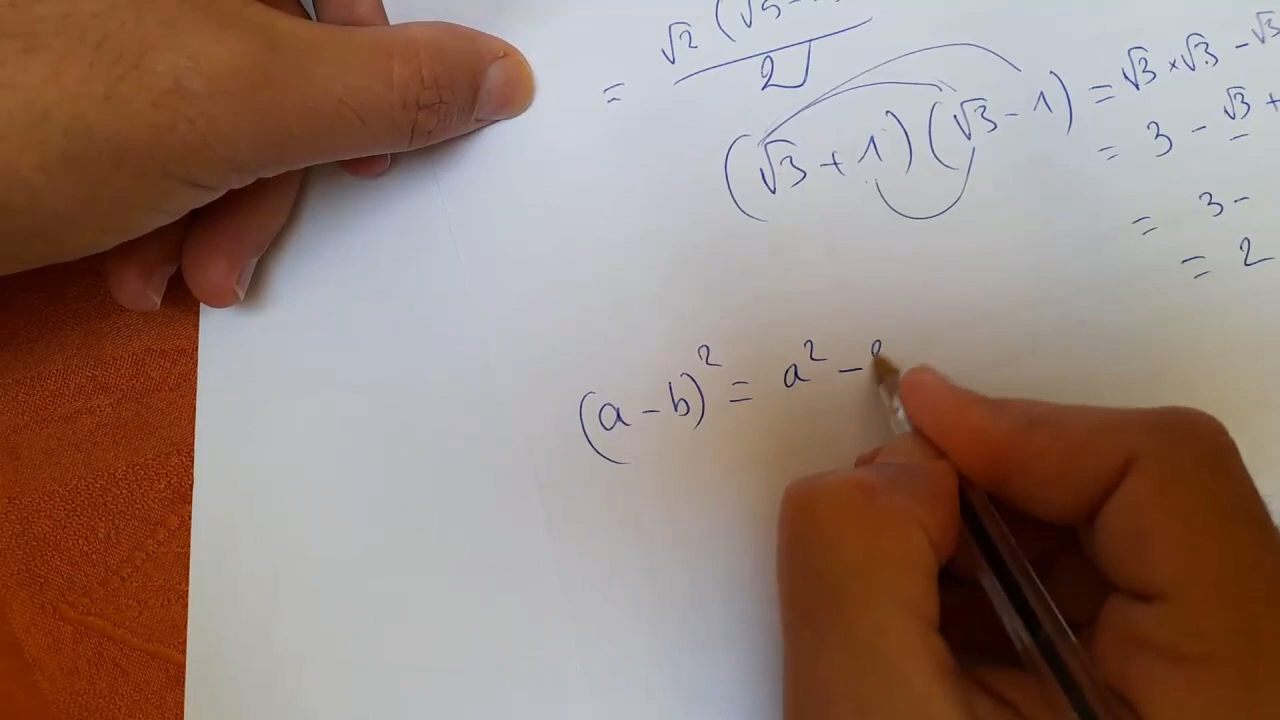 = √2 (√3 - / 2
(√3 + 1)(√3 - 1) = √3 × √3 - √3
= 3 - √3 +
= 3 -
= 2
(a - b)² = a² -